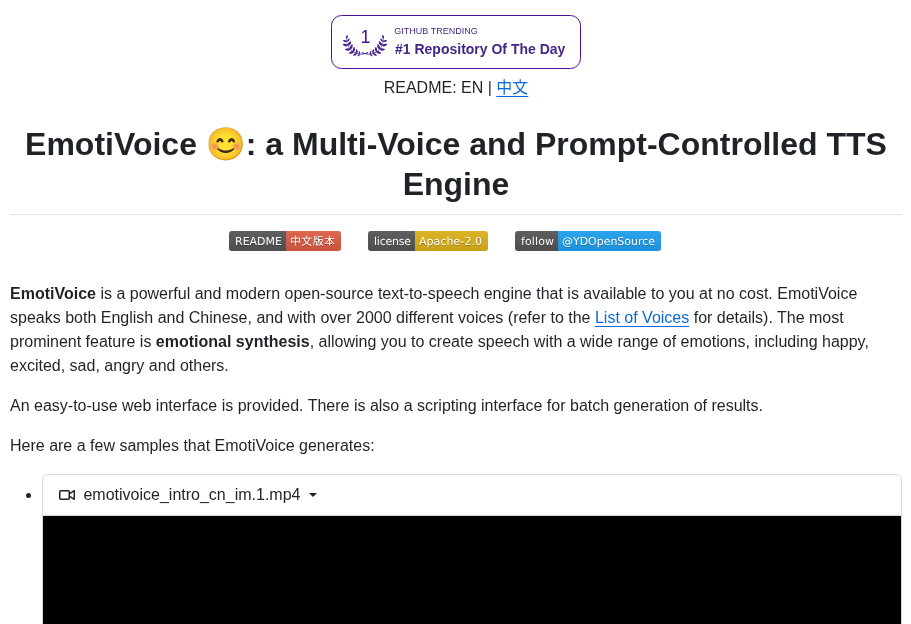 1
GITHUB TRENDING
#1 Repository Of The Day
README: EN | 中文
EmotiVoice 😊: a Multi-Voice and Prompt-Controlled TTS
Engine
README 中文版本 license Apache-2.0 follow @YDOpenSource
EmotiVoice is a powerful and modern open-source text-to-speech engine that is available to you at no cost. EmotiVoice
speaks both English and Chinese, and with over 2000 different voices (refer to the List of Voices for details). The most
prominent feature is emotional synthesis, allowing you to create speech with a wide range of emotions, including happy,
excited, sad, angry and others.
An easy-to-use web interface is provided. There is also a scripting interface for batch generation of results.
Here are a few samples that EmotiVoice generates:
• emotivoice_intro_cn_im.1.mp4